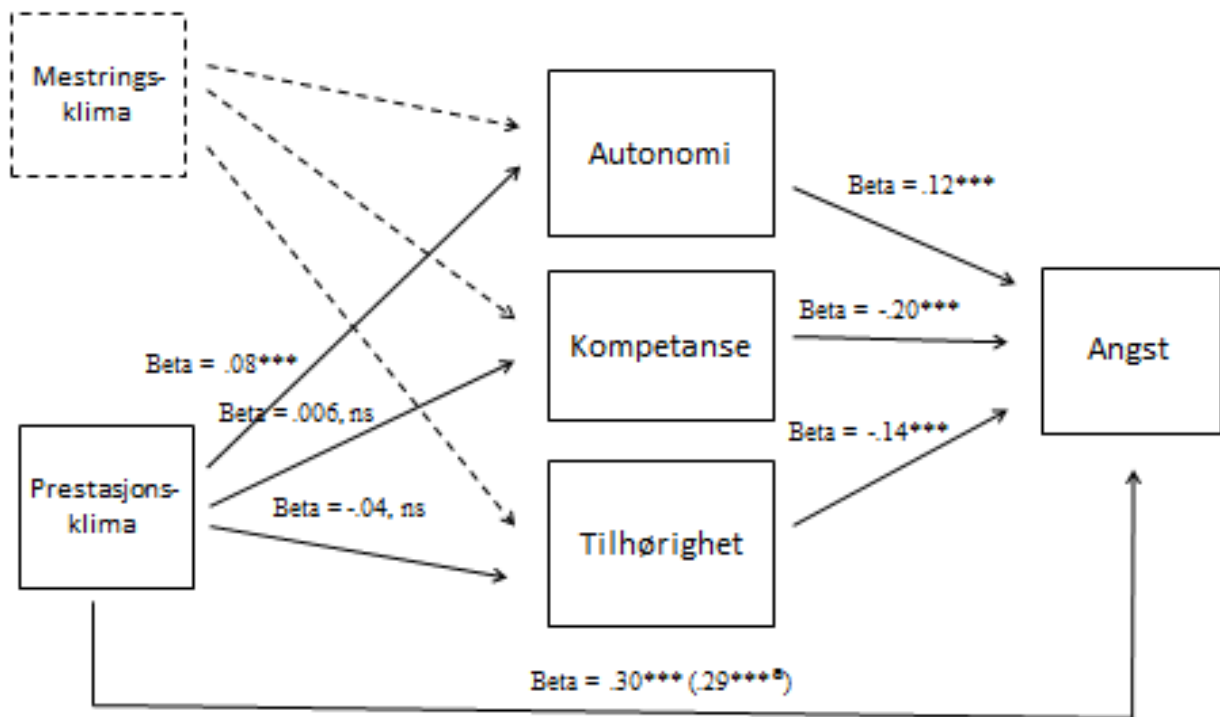 Mestrings-
klima
Autonomi
Beta = .12***
Kompetanse
Beta = -.20***
Angst
Beta = .08***
Beta = .006, ns
Beta = -.14***
Prestasjons-
klima
Beta = -.04, ns
Tilhørighet
Beta = .30*** (.29***ª)